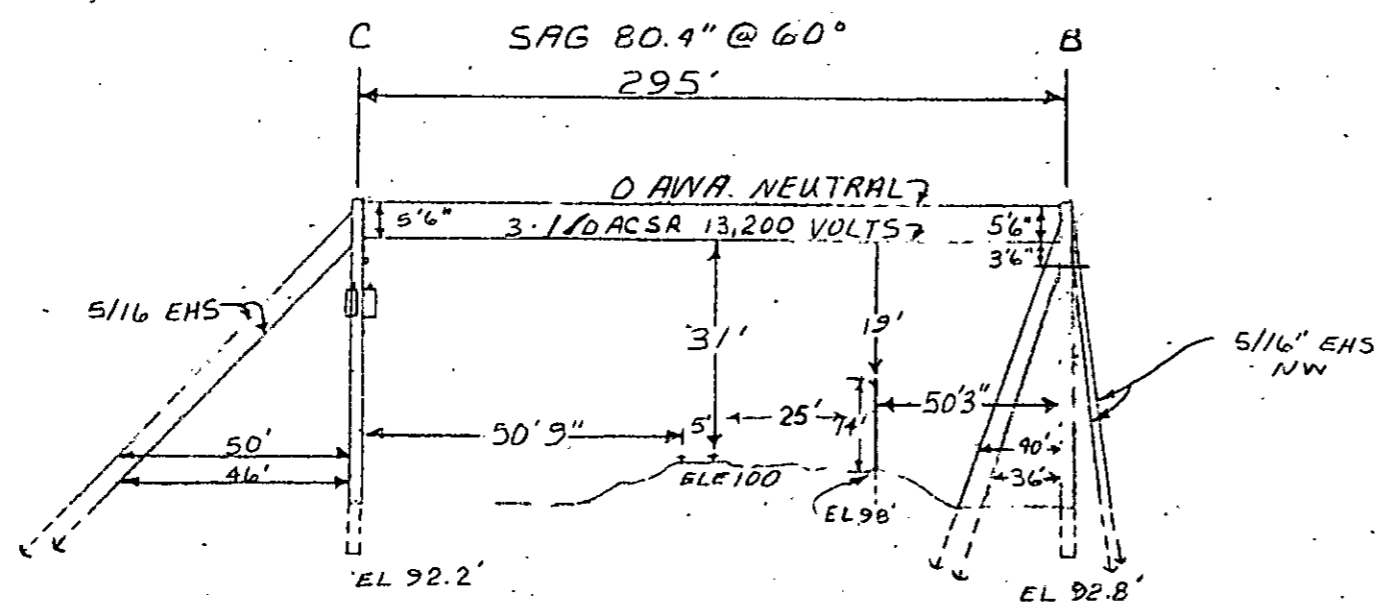 C SAG 80.4" @ 60° B
295'
O AWA. NEUTRAL
5'6" 3-1/0 ACSR 13,200 VOLTS 5'6"
3'6"
5/16 EHS
31' 19'
5/16" EHS
NW
50'9" 5' 25' 50'3"
50' 40'
46' 36'
ELE 100
EL 98'
EL 92.2' EL 92.8'